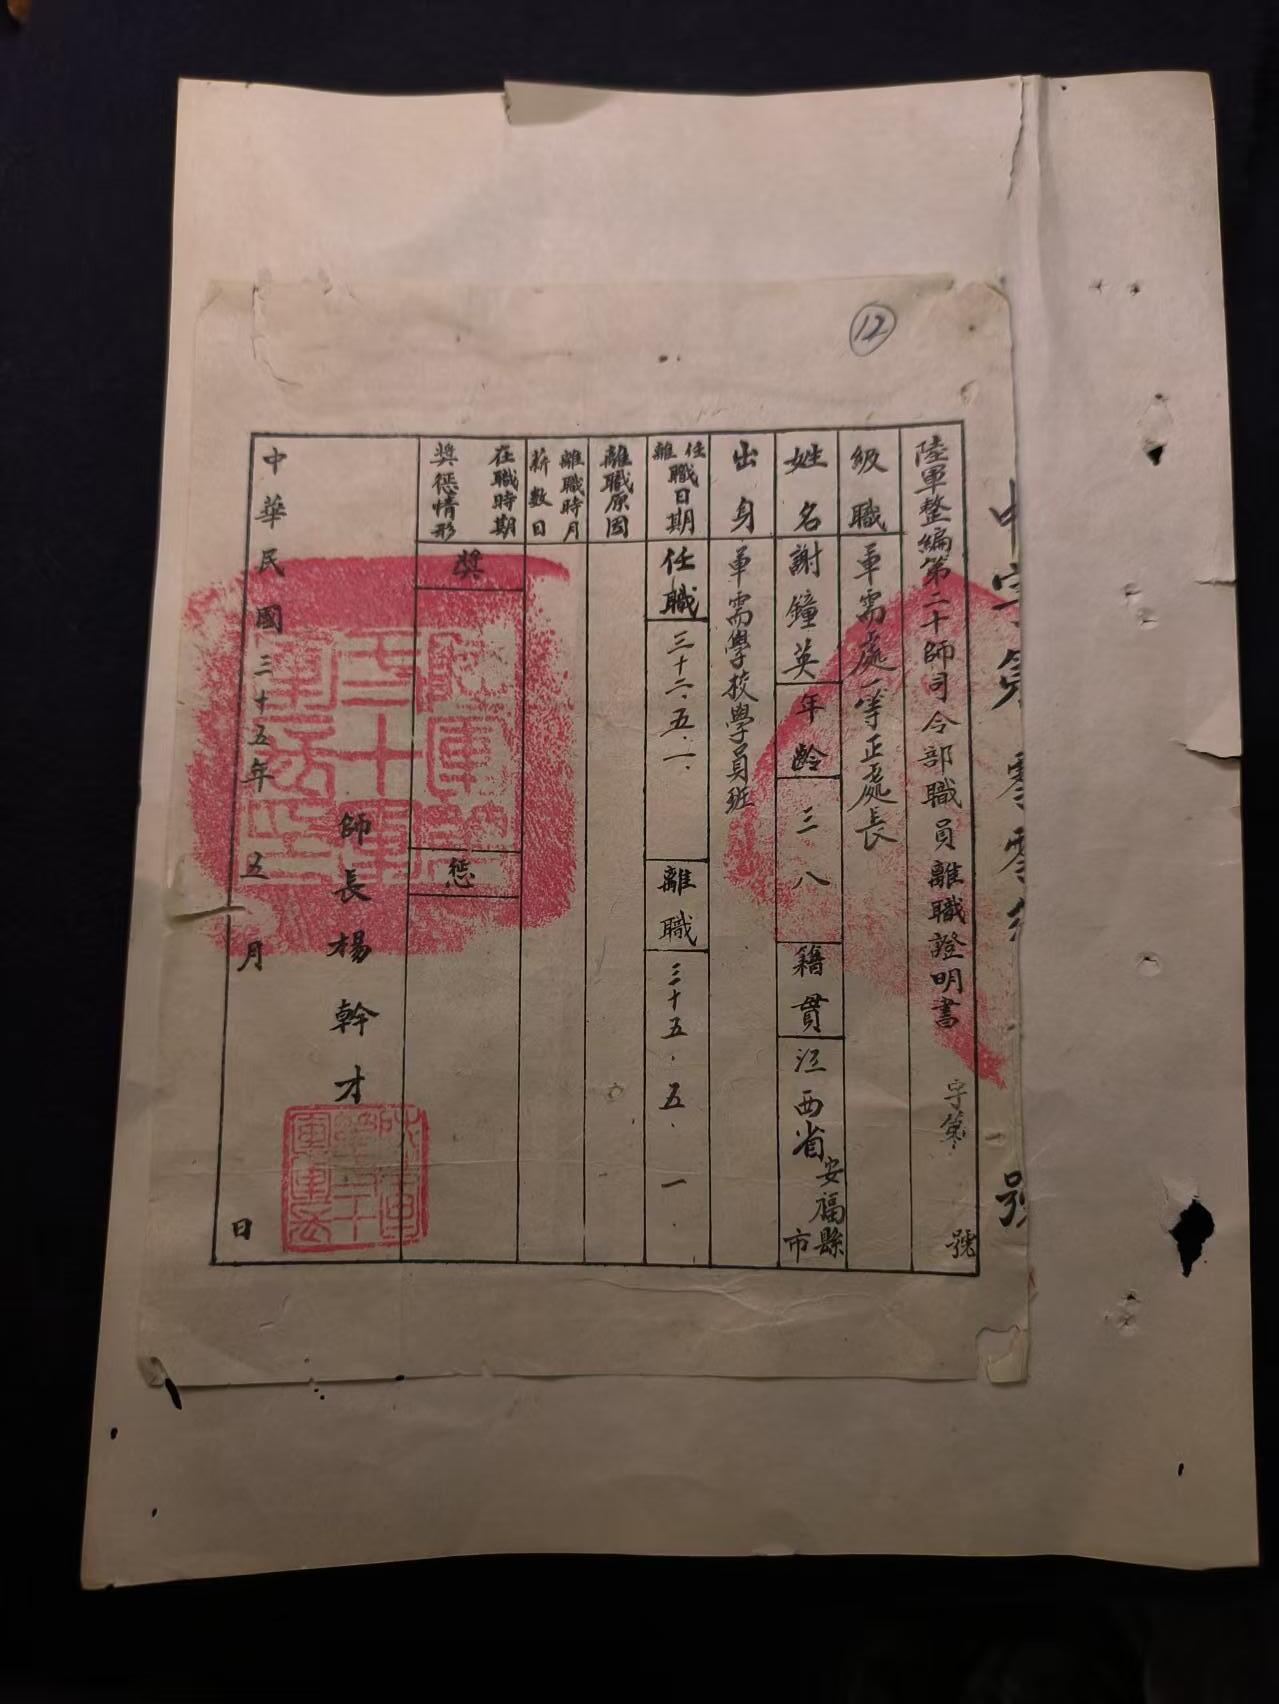 12
陸軍整編第二十師司令部職員離職證明書 字第 號
級職 軍需處一等正處長
姓名 謝鐘英 年齡 三八 籍貫 江西省安福縣市
出身 軍需學校學員班
任離職日期 任職 三十二.五.一. 離職 三十五.五.一.
離職原因
離職時月薪數日
在職時期獎懲情形 獎 懲
師長楊幹才
中華民國三十五年五月 日
號